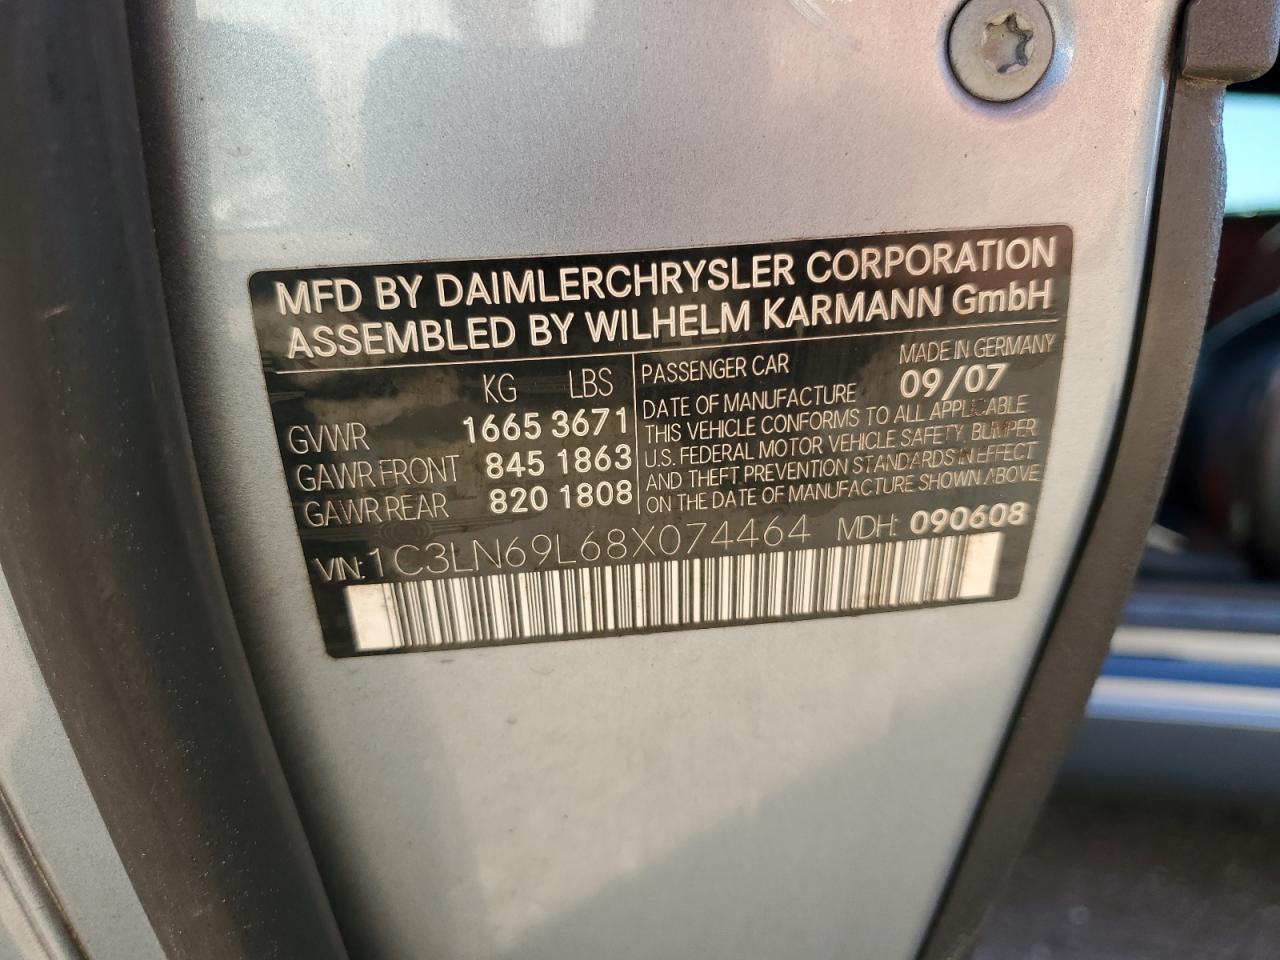 MFD BY DAIMLERCHRYSLER CORPORATION
ASSEMBLED BY WILHELM KARMANN GmbH
KG LBS
GVWR 1665 3671
GAWR FRONT 845 1863
GAWR REAR 820 1808
PASSENGER CAR MADE IN GERMANY
DATE OF MANUFACTURE 09/07
THIS VEHICLE CONFORMS TO ALL APPLICABLE
U.S. FEDERAL MOTOR VEHICLE SAFETY, BUMPER
AND THEFT PREVENTION STANDARDS IN EFFECT
ON THE DATE OF MANUFACTURE SHOWN ABOVE
VIN: 1C3LN69L68X074464 MDH: 090608